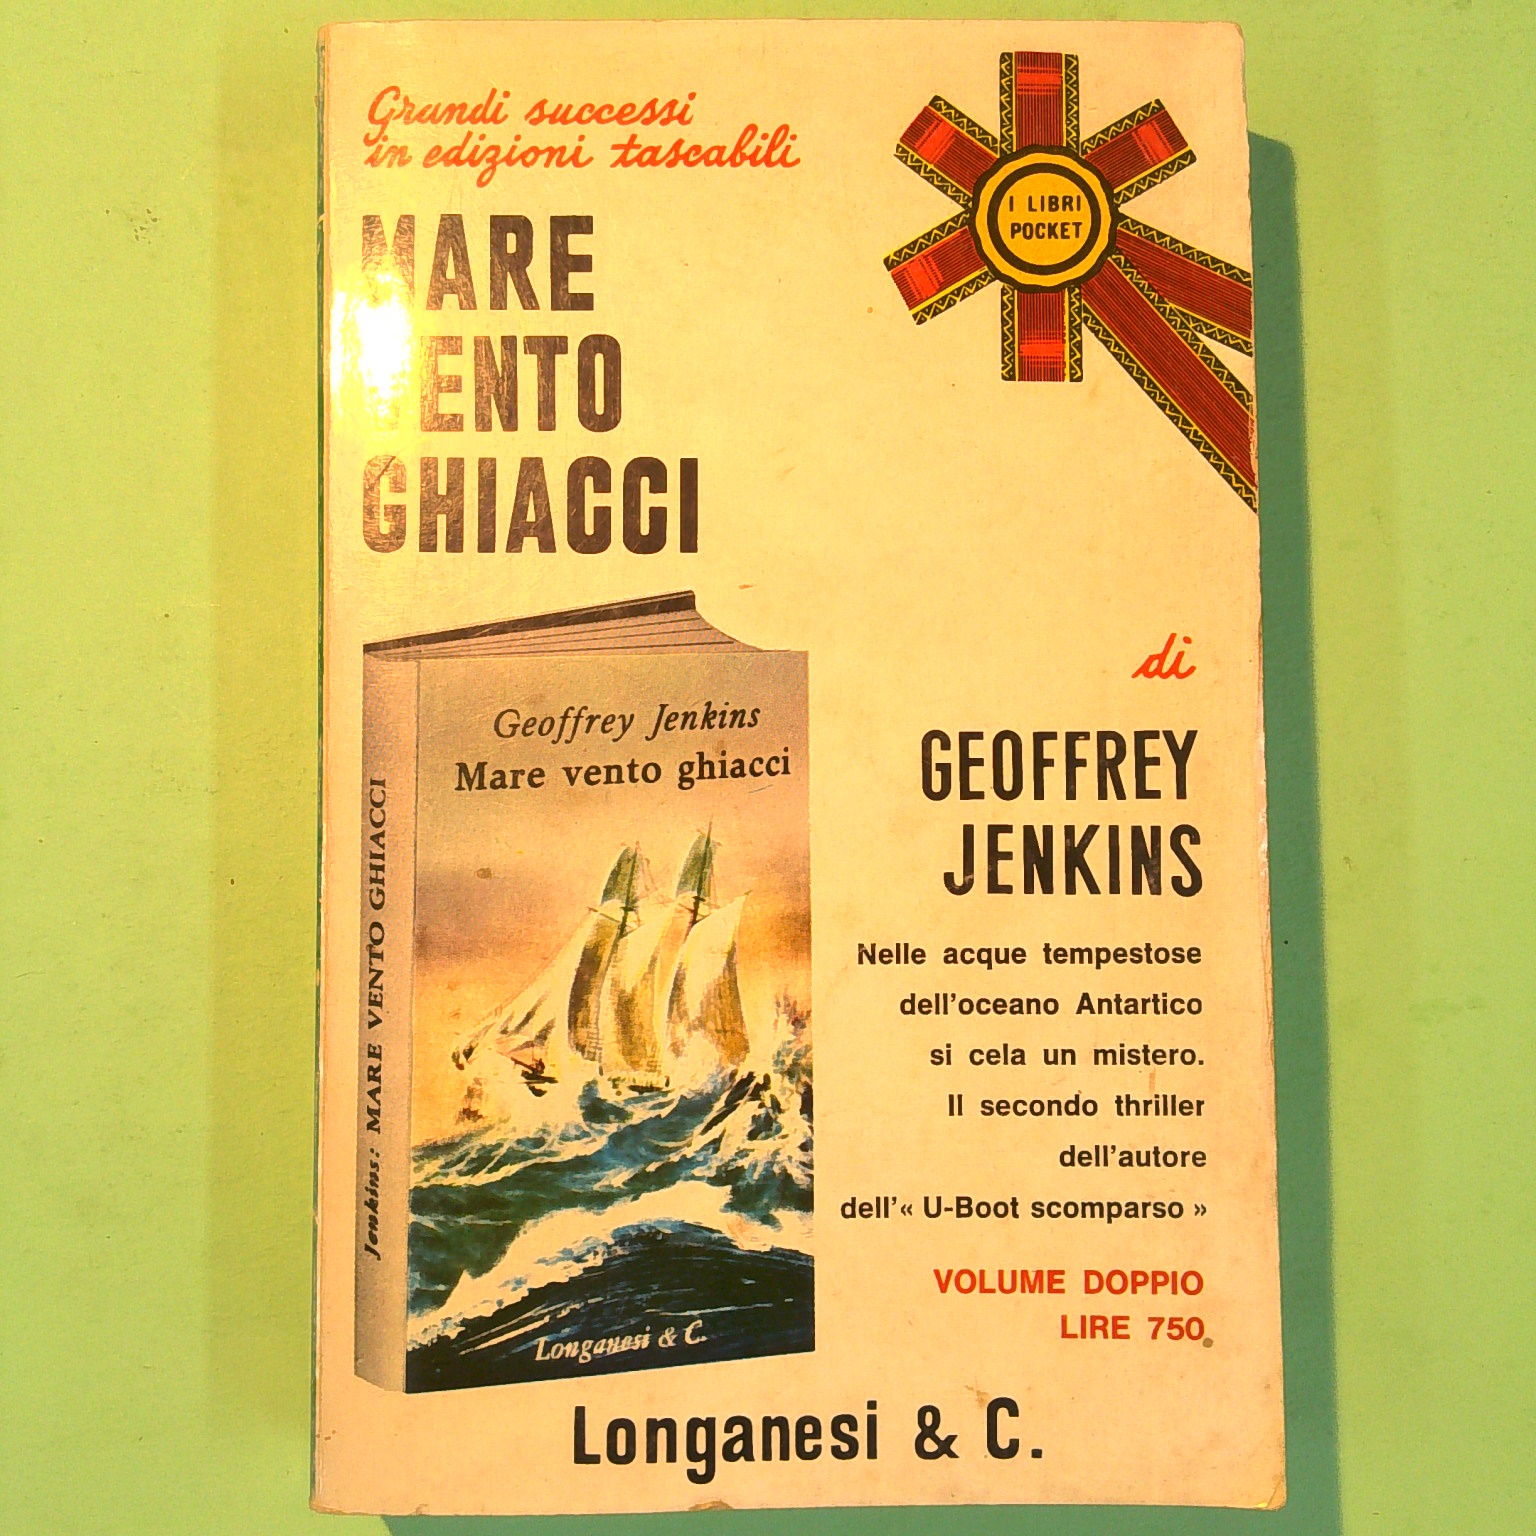 Grandi successi
in edizioni tascabili
I LIBRI
POCKET
MARE
VENTO
GHIACCI
di
GEOFFREY
JENKINS
Geoffrey Jenkins
Mare vento ghiacci
Jenkins: MARE VENTO GHIACCI
Longanesi & C.
Nelle acque tempestose
dell'oceano Antartico
si cela un mistero.
Il secondo thriller
dell'autore
dell'« U-Boot scomparso »
VOLUME DOPPIO
LIRE 750
Longanesi & C.